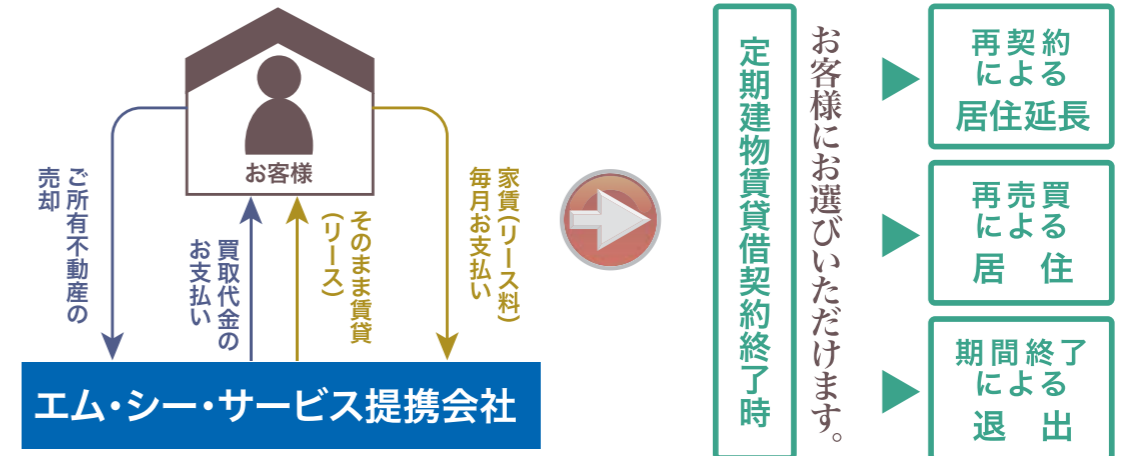 お客様
ご所有不動産の
売却
買取代金の
お支払い
そのまま賃貸
(リース)
家賃(リース料)
毎月お支払い
エム・シー・サービス提携会社
定期建物賃貸借契約終了時
お客様にお選びいただけます。
再契約
による
居住延長
再売買
による
居 住
期間終了
による
退 出